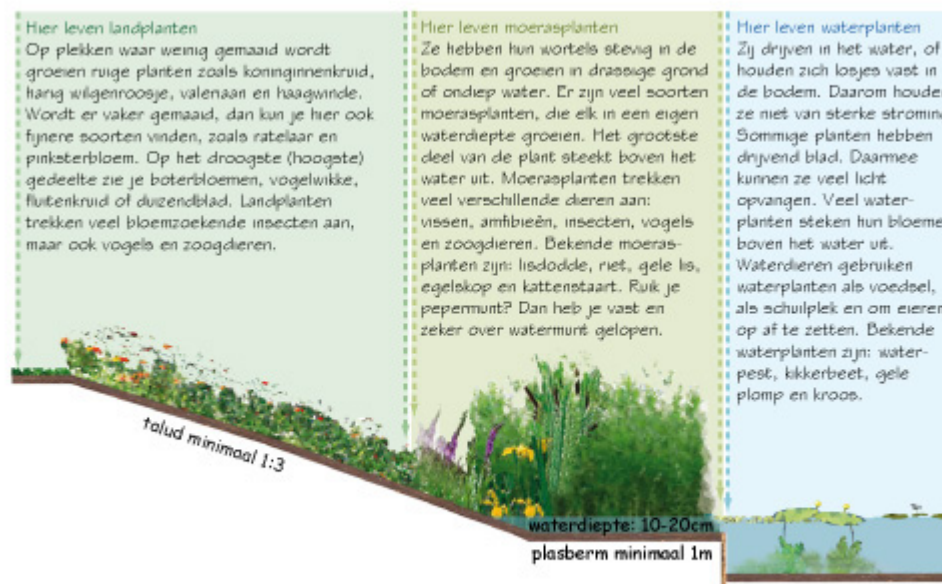 Hier leven landplanten
Op plekken waar weinig gemaaid wordt
groeien ruige planten zoals koninginnenkruid,
harig wilgenroosje, valeriaan en haagwinde.
Wordt er vaker gemaaid, dan kun je hier ook
fijnere soorten vinden, zoals ratelaar en
pinksterbloem. Op het droogste (hoogste)
gedeelte zie je boterbloemen, vogelwikke,
fluitenkruid of duizendblad. Landplanten
trekken veel bloemzoekende insecten aan,
maar ook vogels en zoogdieren.
Hier leven moerasplanten
Ze hebben hun wortels stevig in de
bodem en groeien in drassige grond
of ondiep water. Er zijn veel soorten
moerasplanten, die elk in een eigen
waterdiepte groeien. Het grootste
deel van de plant steekt boven het
water uit. Moerasplanten trekken
veel verschillende dieren aan:
vissen, amfibieën, insecten, vogels
en zoogdieren. Bekende moeras-
planten zijn: lisdodde, riet, gele lis,
egelskop en kattenstaart. Ruik je
pepermunt? Dan heb je vast en
zeker over watermunt gelopen.
Hier leven waterplanten
Zij drijven in het water, of
houden zich losjes vast in
de bodem. Daarom houde
ze niet van sterke stromin
Sommige planten hebben
drijvend blad. Daarmee
kunnen ze veel licht
opvangen. Veel water-
planten steken hun bloeme
boven het water uit.
Waterdieren gebruiken
waterplanten als voedsel,
als schuilplek en om eieren
op af te zetten. Bekende
waterplanten zijn: water-
pest, kikkerbeet, gele
plomp en kroos.
talud minimaal 1:3
waterdiepte: 10-20cm
plasberm minimaal 1m